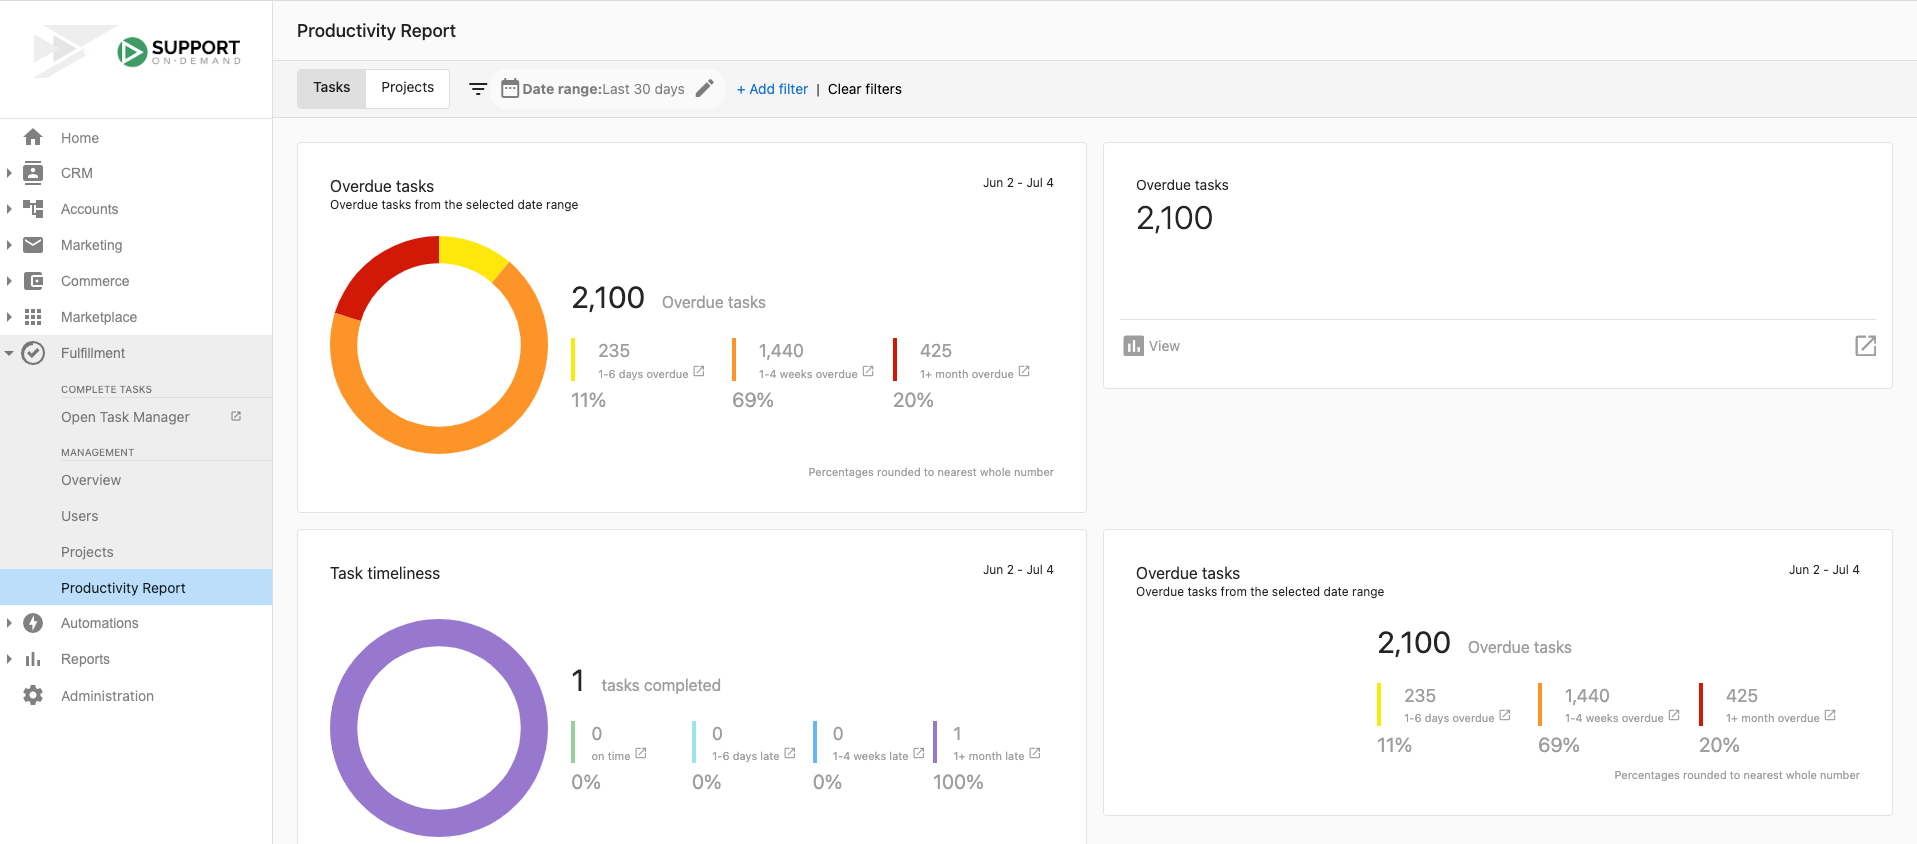 SUPPORT
ON-DEMAND
Home
CRM
Accounts
Marketing
Commerce
Marketplace
Fulfillment
COMPLETE TASKS
Open Task Manager
MANAGEMENT
Overview
Users
Projects
Productivity Report
Automations
Reports
Administration
Productivity Report
Tasks Projects Date range:Last 30 days + Add filter | Clear filters
Overdue tasks Jun 2 - Jul 4
Overdue tasks from the selected date range
2,100 Overdue tasks
235 1,440 425
1-6 days overdue 1-4 weeks overdue 1+ month overdue
11% 69% 20%
Percentages rounded to nearest whole number
Overdue tasks
2,100
View
Task timeliness Jun 2 - Jul 4
1 tasks completed
0 0 0 1
on time 1-6 days late 1-4 weeks late 1+ month late
0% 0% 0% 100%
Overdue tasks Jun 2 - Jul 4
Overdue tasks from the selected date range
2,100 Overdue tasks
235 1,440 425
1-6 days overdue 1-4 weeks overdue 1+ month overdue
11% 69% 20%
Percentages rounded to nearest whole number